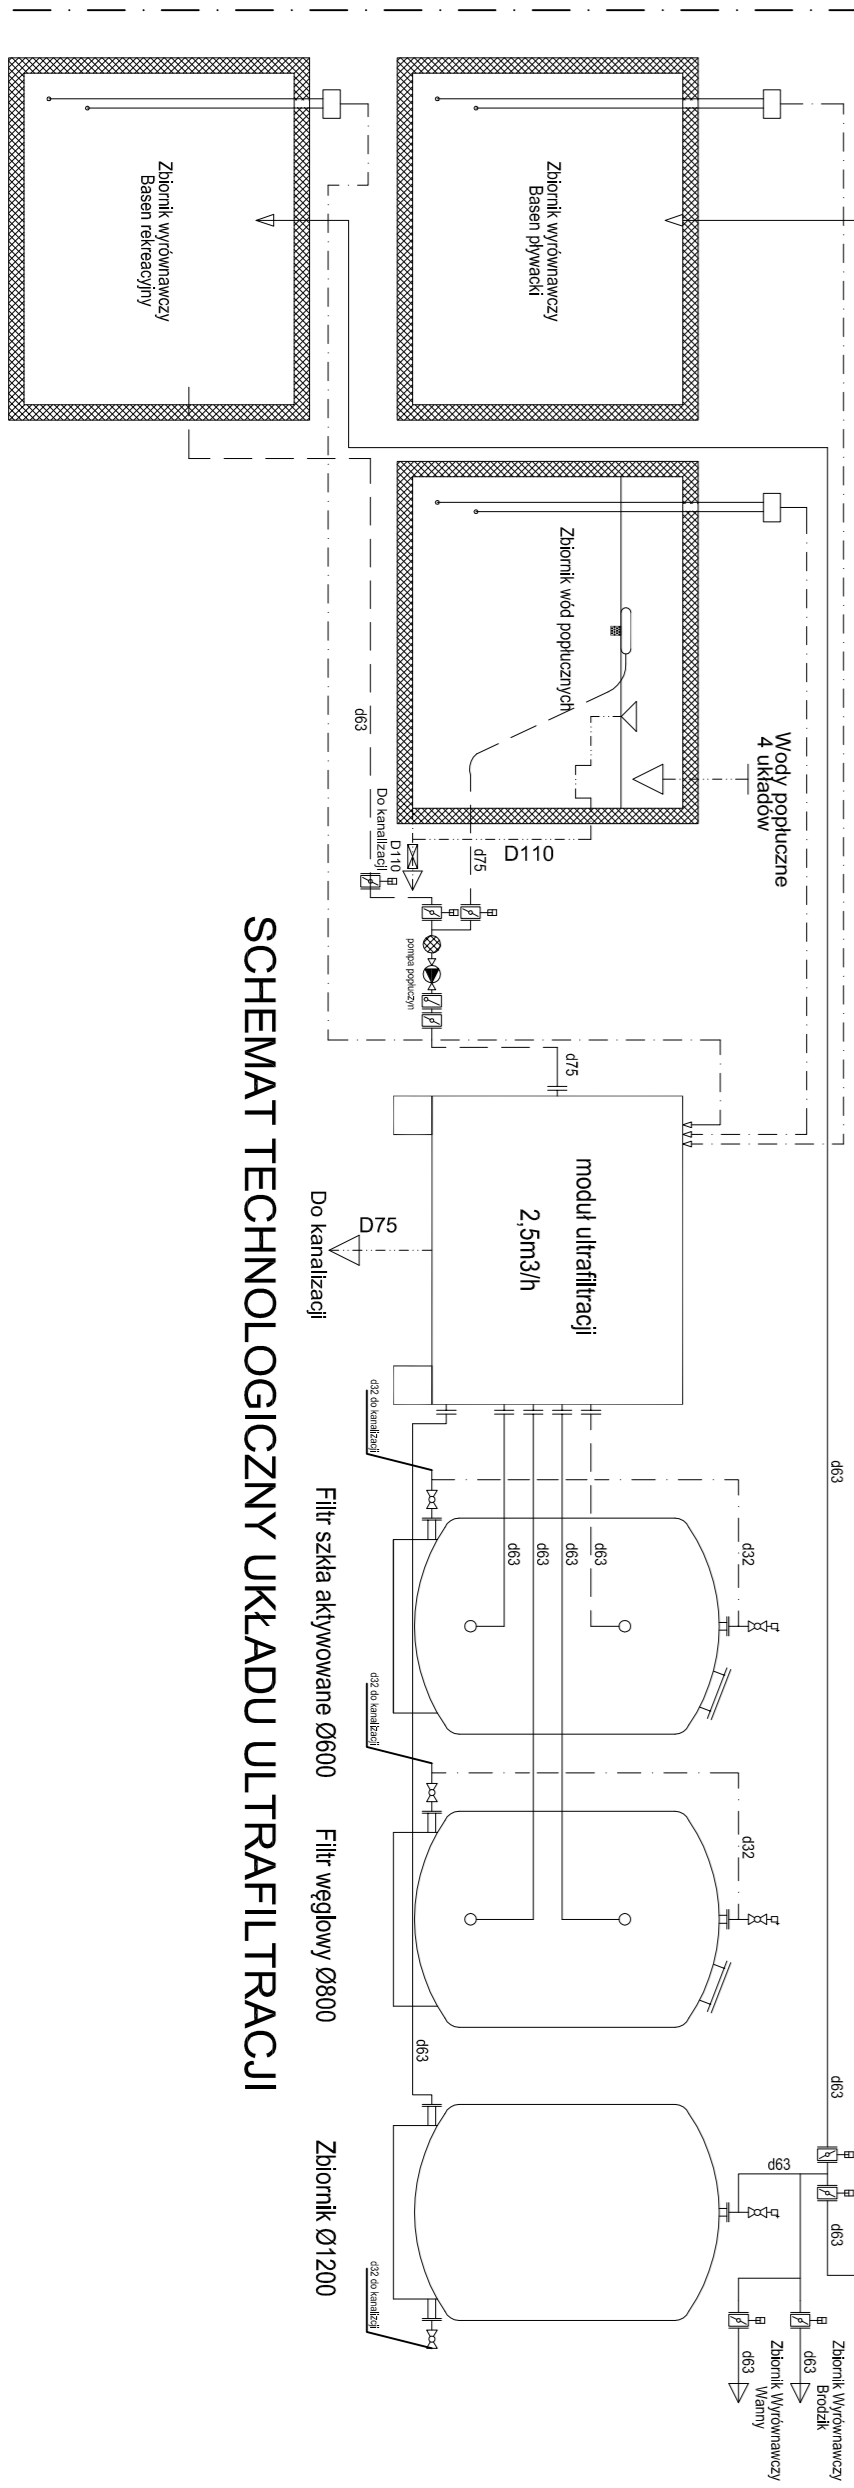 Zbiornik wyrównawczy
Basen pływacki
Zbiornik wyrównawczy
Basen rekreacyjny
Zbiornik wód popłucznych
Wody popłuczne
4 układów
D110
d75
D110
Do kanalizacji
d63
pompa popłuczyn
d75
moduł ultrafiltracji
2,5m3/h
D75
Do kanalizacji
d32 do kanalizacji
d63
d63
d63
d63
d32
Filtr szkła aktywowane Ø600
d32 do kanalizacji
d32
Filtr węglowy Ø800
d63
d63
d63
d63
d63
Zbiornik Ø1200
d32 do kanalizcji
d63
d63
Zbiornik Wyrównawczy
Brodzik
Zbiornik Wyrównawczy
Wanny
SCHEMAT TECHNOLOGICZNY UKŁADU ULTRAFILTRACJI